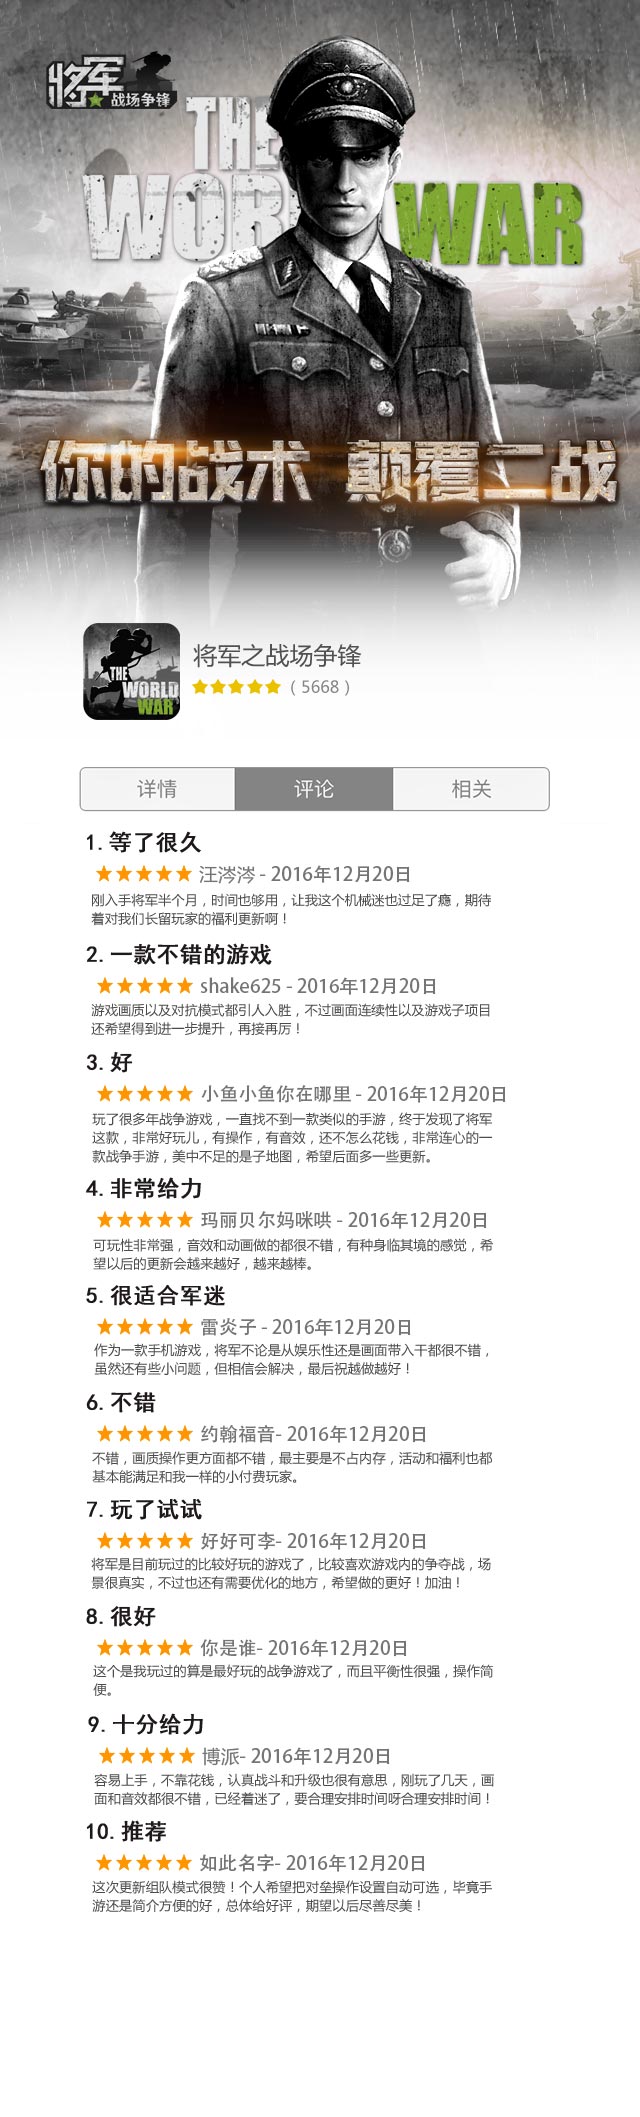 将军
战场争锋
THE
WORLD WAR
你的战术 颠覆二战
THE
WORLD
WAR
将军之战场争锋
( 5668 )
详情 评论 相关
1. 等了很久
汪涔涔 - 2016年12月20日
刚入手将军半个月，时间也够用，让我这个机械迷也过足了瘾，期待
着对我们长留玩家的福利更新啊！
2. 一款不错的游戏
shake625 - 2016年12月20日
游戏画质以及对抗模式都引人入胜，不过画面连续性以及游戏子项目
还希望得到进一步提升，再接再厉！
3. 好
小鱼小鱼你在哪里 - 2016年12月20日
玩了很多年战争游戏，一直找不到一款类似的手游，终于发现了将军
这款，非常好玩儿，有操作，有音效，还不怎么花钱，非常连心的一
款战争手游，美中不足的是子地图，希望后面多一些更新。
4. 非常给力
玛丽贝尔妈咪哄 - 2016年12月20日
可玩性非常强，音效和动画做的都很不错，有种身临其境的感觉，希
望以后的更新会越来越好，越来越棒。
5. 很适合军迷
雷炎子 - 2016年12月20日
作为一款手机游戏，将军不论是从娱乐性还是画面带入干都很不错，
虽然还有些小问题，但相信会解决，最后祝越做越好！
6. 不错
约翰福音- 2016年12月20日
不错，画质操作更方面都不错，最主要是不占内存，活动和福利也都
基本能满足和我一样的小付费玩家。
7. 玩了试试
好好可李- 2016年12月20日
将军是目前玩过的比较好玩的游戏了，比较喜欢游戏内的争夺战，场
景很真实，不过也还有需要优化的地方，希望做的更好！加油！
8. 很好
你是谁- 2016年12月20日
这个是我玩过的算是最好玩的战争游戏了，而且平衡性很强，操作简
便。
9. 十分给力
博派- 2016年12月20日
容易上手，不靠花钱，认真战斗和升级也很有意思，刚玩了几天，画
面和音效都很不错，已经着迷了，要合理安排时间呀合理安排时间！
10. 推荐
如此名字- 2016年12月20日
这次更新组队模式很赞！个人希望把对垒操作设置自动可选，毕竟手
游还是简介方便的好，总体给好评，期望以后尽善尽美！